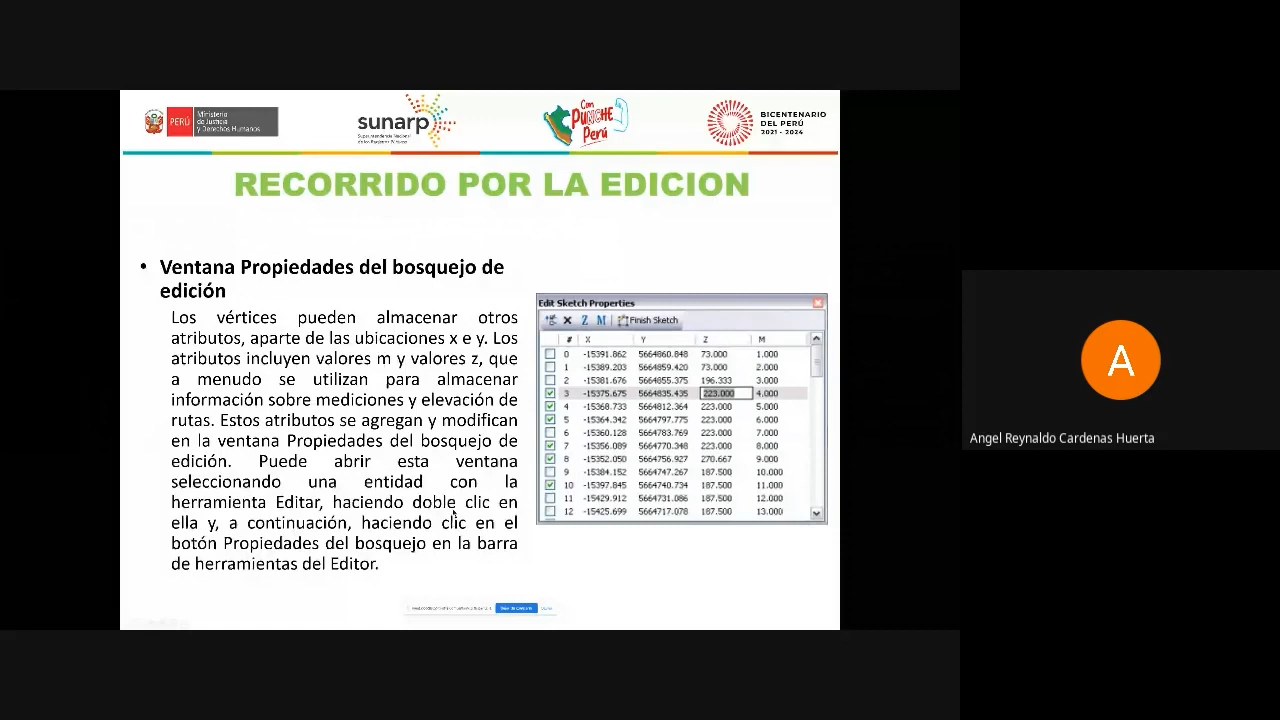 PERÚ
Ministerio
de Justicia
y Derechos Humanos
sunarp
Superintendencia Nacional
de los Registros Públicos
Con
PUNCHE
Perú
BICENTENARIO
DEL PERÚ
2021 - 2024
RECORRIDO POR LA EDICION
• Ventana Propiedades del bosquejo de
edición
Los vértices pueden almacenar otros
atributos, aparte de las ubicaciones x e y. Los
atributos incluyen valores m y valores z, que
a menudo se utilizan para almacenar
información sobre mediciones y elevación de
rutas. Estos atributos se agregan y modifican
en la ventana Propiedades del bosquejo de
edición. Puede abrir esta ventana
seleccionando una entidad con la
herramienta Editar, haciendo doble clic en
ella y, a continuación, haciendo clic en el
botón Propiedades del bosquejo en la barra
de herramientas del Editor.
Edit Sketch Properties
Z M Finish Sketch
# X Y Z M
0 -15391.862 5664860.848 73.000 1.000
1 -15389.203 5664859.420 73.000 2.000
2 -15381.676 5664855.375 196.333 3.000
3 -15375.675 5664835.435 223.000 4.000
4 -15368.733 5664812.364 223.000 5.000
5 -15364.342 5664797.775 223.000 6.000
6 -15360.128 5664783.769 223.000 7.000
7 -15356.089 5664770.348 223.000 8.000
8 -15352.050 5664756.927 270.667 9.000
9 -15384.152 5664747.267 187.500 10.000
10 -15397.845 5664740.734 187.500 11.000
11 -15429.912 5664731.086 187.500 12.000
12 -15425.699 5664717.078 187.500 13.000
A
Angel Reynaldo Cardenas Huerta